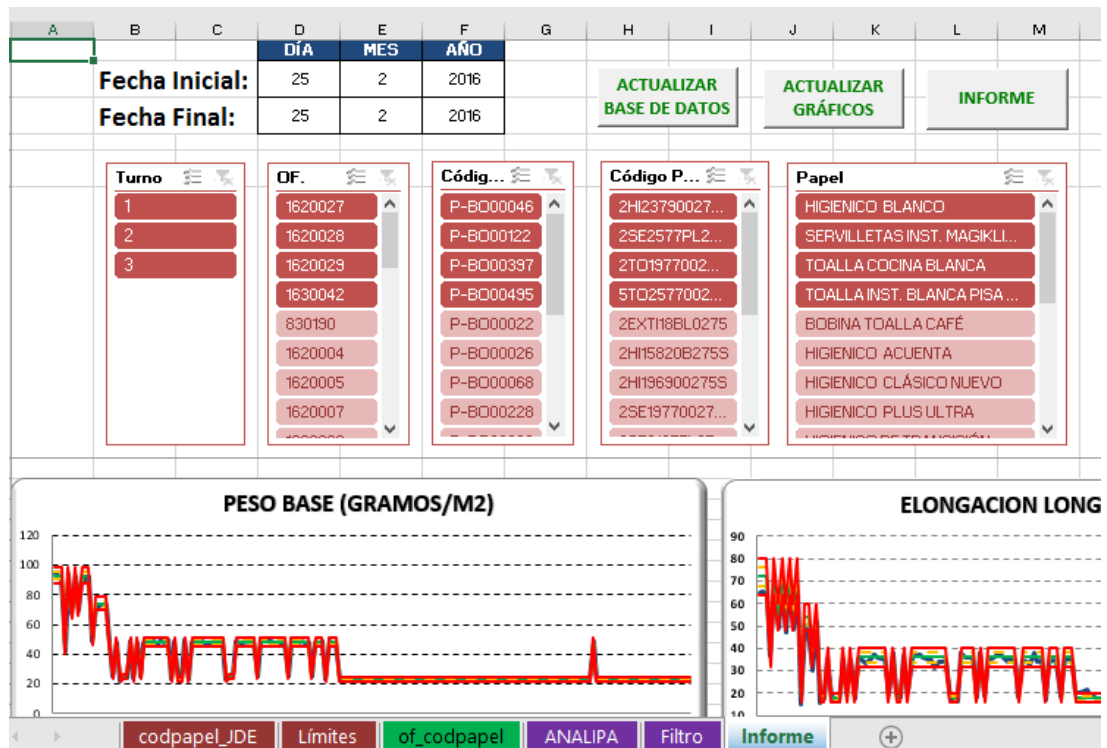 A B C D E F G H I J K L M
DÍA MES AÑO
Fecha Inicial: 25 2 2016
Fecha Final: 25 2 2016
ACTUALIZAR BASE DE DATOS
ACTUALIZAR GRÁFICOS
INFORME
Turno
1
2
3
OF.
1620027
1620028
1620029
1630042
830190
1620004
1620005
1620007
Códig...
P-BO00046
P-BO00122
P-BO00397
P-BO00495
P-BO00022
P-BO00026
P-BO00068
P-BO00228
Código P...
2HI23790027...
2SE2577PL2...
2TO1977002...
5TO2577002...
2EXTI18BL0275
2HI15820B275S
2HI196900275S
2SE19770027...
Papel
HIGIENICO BLANCO
SERVILLETAS INST. MAGIKLI...
TOALLA COCINA BLANCA
TOALLA INST. BLANCA PISA ...
BOBINA TOALLA CAFÉ
HIGIENICO ACUENTA
HIGIENICO CLÁSICO NUEVO
HIGIENICO PLUS ULTRA
HIGIENICO DE TRANSICIÓN
PESO BASE (GRAMOS/M2)
120
100
80
60
40
20
0
ELONGACION LONG
90
80
70
60
50
40
30
20
10
codpapel_JDE Límites of_codpapel ANALIPA Filtro Informe